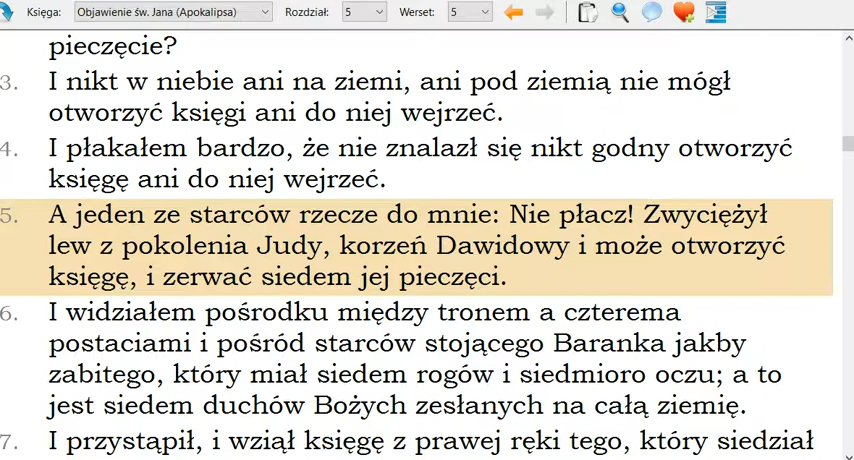 Księga: Objawienie św. Jana (Apokalipsa) Rozdział: 5 Werset: 5
pieczęcie?
3. I nikt w niebie ani na ziemi, ani pod ziemią nie mógł
otworzyć księgi ani do niej wejrzeć.
4. I płakałem bardzo, że nie znalazł się nikt godny otworzyć
księgę ani do niej wejrzeć.
5. A jeden ze starców rzecze do mnie: Nie płacz! Zwyciężył
lew z pokolenia Judy, korzeń Dawidowy i może otworzyć
księgę, i zerwać siedem jej pieczęci.
6. I widziałem pośrodku między tronem a czterema
postaciami i pośród starców stojącego Baranka jakby
zabitego, który miał siedem rogów i siedmioro oczu; a to
jest siedem duchów Bożych zesłanych na całą ziemię.
7. I przystąpił, i wziął księgę z prawej ręki tego, który siedział